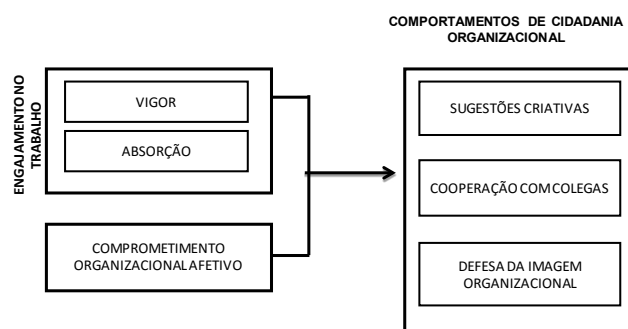 COMPORTAMENTOS DE CIDADANIA
ORGANIZACIONAL
ENGAJAMENTO NO
TRABALHO
VIGOR
ABSORÇÃO
COMPROMETIMENTO
ORGANIZACIONAL AFETIVO
SUGESTÕES CRIATIVAS
COOPERAÇÃO COM COLEGAS
DEFESA DA IMAGEM
ORGANIZACIONAL